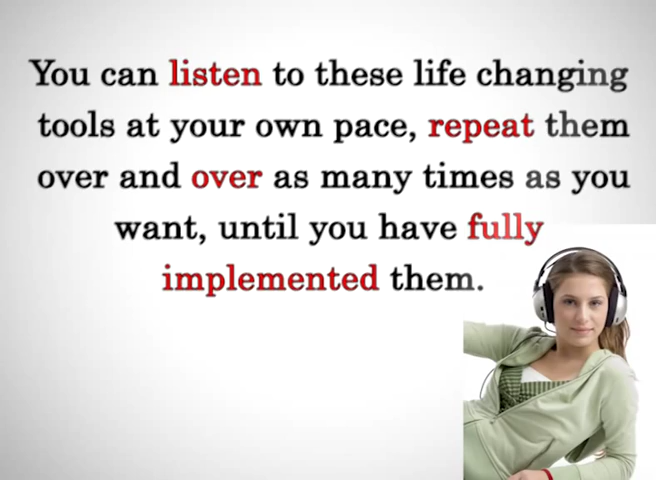 You can listen to these life changing
tools at your own pace, repeat them
over and over as many times as you
want, until you have fully
implemented them.